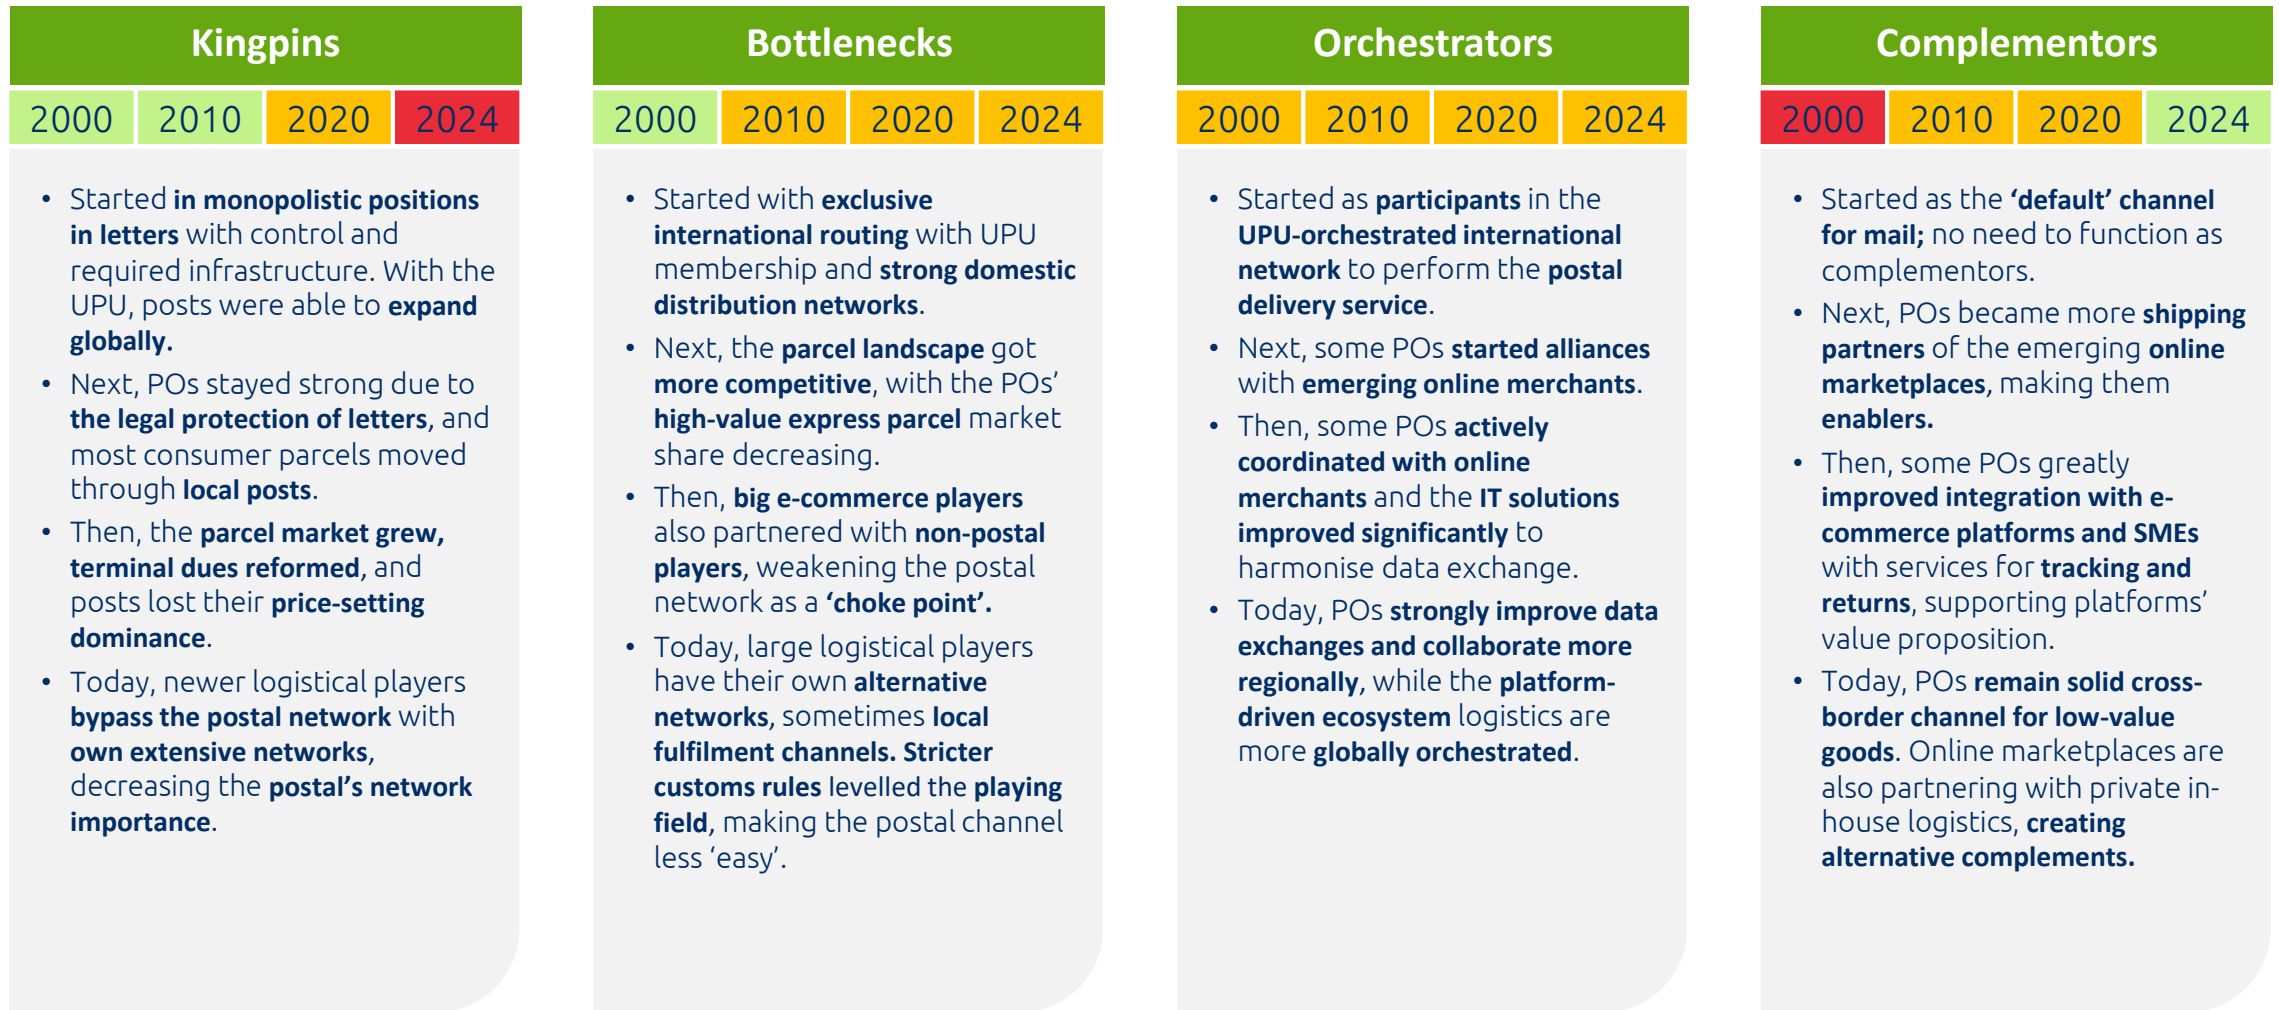 Kingpins
2000 2010 2020 2024
• Started in monopolistic positions
in letters with control and
required infrastructure. With the
UPU, posts were able to expand
globally.
• Next, POs stayed strong due to
the legal protection of letters, and
most consumer parcels moved
through local posts.
• Then, the parcel market grew,
terminal dues reformed, and
posts lost their price-setting
dominance.
• Today, newer logistical players
bypass the postal network with
own extensive networks,
decreasing the postal’s network
importance.
Bottlenecks
2000 2010 2020 2024
• Started with exclusive
international routing with UPU
membership and strong domestic
distribution networks.
• Next, the parcel landscape got
more competitive, with the POs’
high-value express parcel market
share decreasing.
• Then, big e-commerce players
also partnered with non-postal
players, weakening the postal
network as a ‘choke point’.
• Today, large logistical players
have their own alternative
networks, sometimes local
fulfilment channels. Stricter
customs rules levelled the playing
field, making the postal channel
less ‘easy’.
Orchestrators
2000 2010 2020 2024
• Started as participants in the
UPU-orchestrated international
network to perform the postal
delivery service.
• Next, some POs started alliances
with emerging online merchants.
• Then, some POs actively
coordinated with online
merchants and the IT solutions
improved significantly to
harmonise data exchange.
• Today, POs strongly improve data
exchanges and collaborate more
regionally, while the platform-
driven ecosystem logistics are
more globally orchestrated.
Complementors
2000 2010 2020 2024
• Started as the ‘default’ channel
for mail; no need to function as
complementors.
• Next, POs became more shipping
partners of the emerging online
marketplaces, making them
enablers.
• Then, some POs greatly
improved integration with e-
commerce platforms and SMEs
with services for tracking and
returns, supporting platforms’
value proposition.
• Today, POs remain solid cross-
border channel for low-value
goods. Online marketplaces are
also partnering with private in-
house logistics, creating
alternative complements.